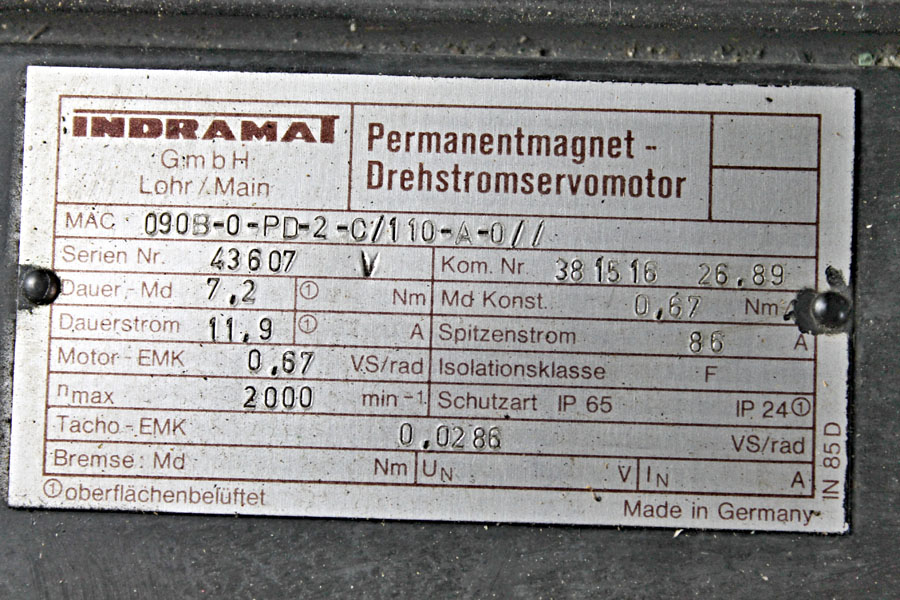 INDRAMAT
GmbH
Lohr/Main
Permanentmagnet-
Drehstromservomotor
MAC 090B-0-PD-2-C/110-A-0//
Serien Nr. 43607 V Kom. Nr. 381516 26.89
Dauer-Md 7,2 ① Nm Md Konst. 0,67 Nm
Dauerstrom 11,9 ① A Spitzenstrom 86 A
Motor-EMK 0,67 VS/rad Isolationsklasse F
nmax 2000 min-1 Schutzart IP 65 IP 24①
Tacho-EMK 0,0286 VS/rad
Bremse: Md Nm UN V IN A
①oberflächenbelüftet
Made in Germany
IN 85 D